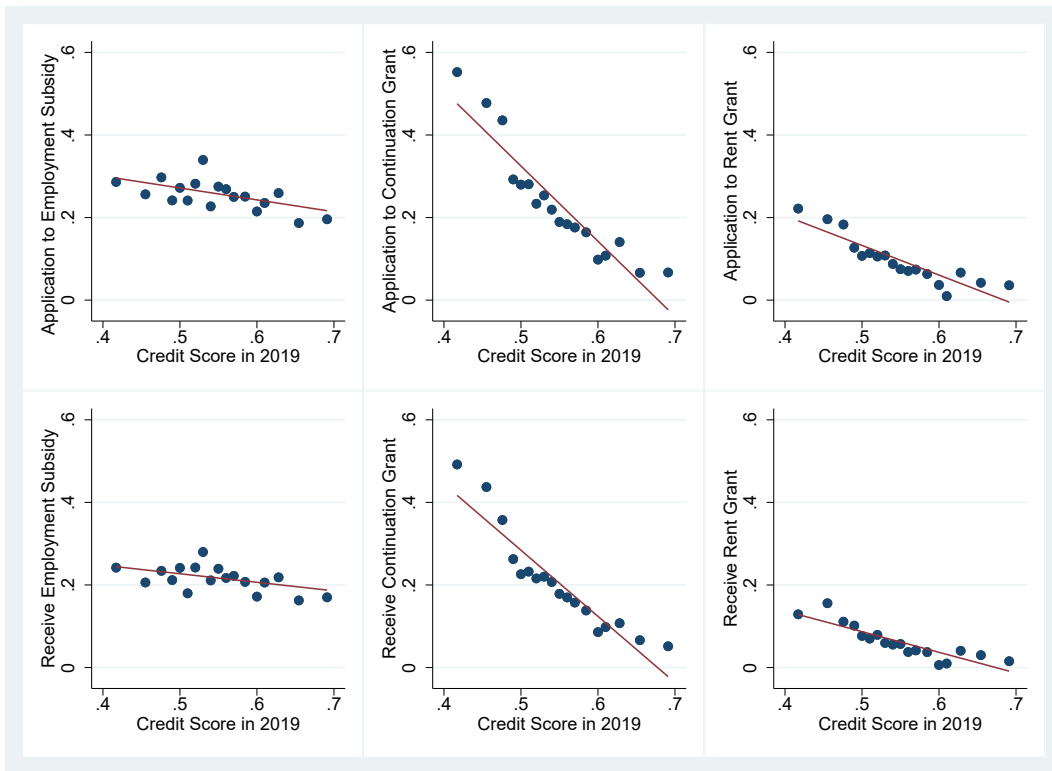 Application to Employment Subsidy
.6
.4
.2
0
.4 .5 .6 .7
Credit Score in 2019
Application to Continuation Grant
.6
.4
.2
0
.4 .5 .6 .7
Credit Score in 2019
Application to Rent Grant
.6
.4
.2
0
.4 .5 .6 .7
Credit Score in 2019
Receive Employment Subsidy
.6
.4
.2
0
.4 .5 .6 .7
Credit Score in 2019
Receive Continuation Grant
.6
.4
.2
0
.4 .5 .6 .7
Credit Score in 2019
Receive Rent Grant
.6
.4
.2
0
.4 .5 .6 .7
Credit Score in 2019